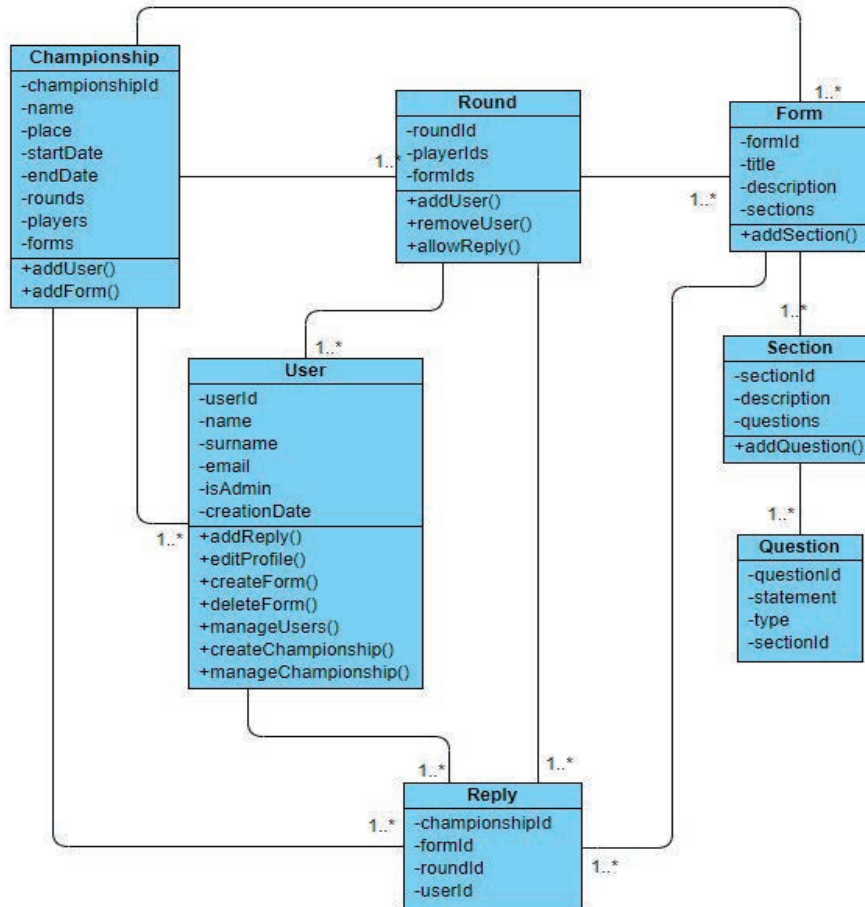 Championship
-championshipId
-name
-place
-startDate
-endDate
-rounds
-players
-forms
+addUser()
+addForm()
1..*
Round
-roundId
-playerIds
-formIds
+addUser()
+removeUser()
+allowReply()
1..*
Form
-formId
-title
-description
-sections
+addSection()
1..*
1..*
Section
-sectionId
-description
-questions
+addQuestion()
1..*
Question
-questionId
-statement
-type
-sectionId
1..*
User
-userId
-name
-surname
-email
-isAdmin
-creationDate
+addReply()
+editProfile()
+createForm()
+deleteForm()
+manageUsers()
+createChampionship()
+manageChampionship()
1..*
1..*
1..*
1..*
1..*
Reply
-championshipId
-formId
-roundId
-userId